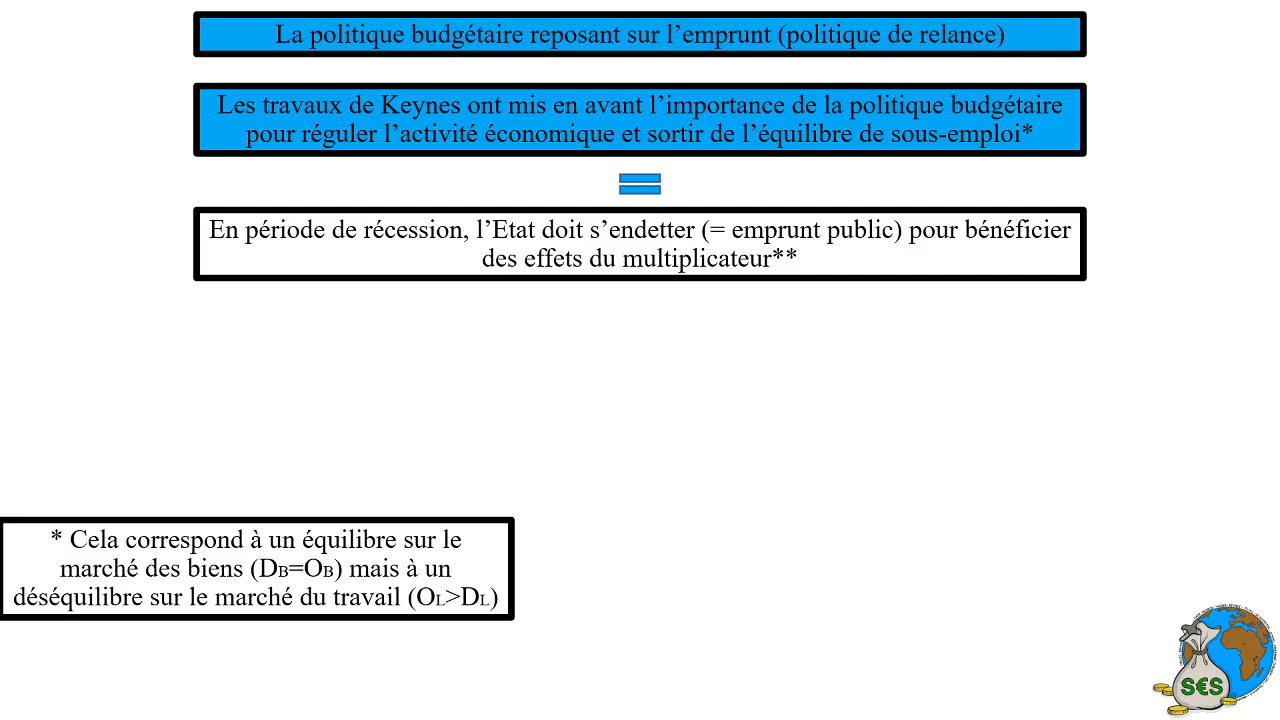 La politique budgétaire reposant sur l’emprunt (politique de relance)
Les travaux de Keynes ont mis en avant l’importance de la politique budgétaire
pour réguler l’activité économique et sortir de l’équilibre de sous-emploi*
En période de récession, l’Etat doit s’endetter (= emprunt public) pour bénéficier
des effets du multiplicateur**
* Cela correspond à un équilibre sur le
marché des biens (DB=OB) mais à un
déséquilibre sur le marché du travail (OL>DL)
S€S